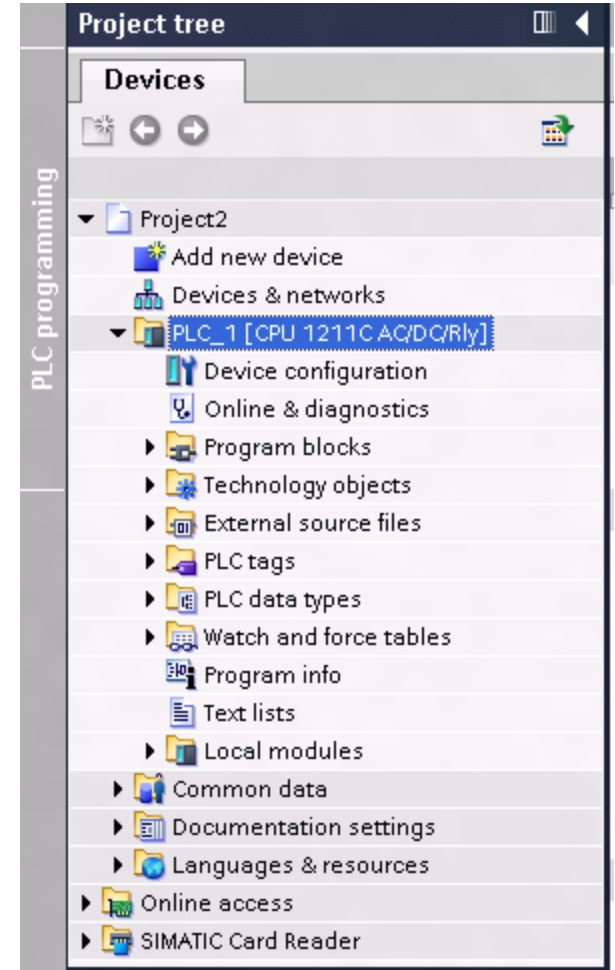 Project tree
Devices
PLC programming
Project2
Add new device
Devices & networks
PLC_1 [CPU 1211C AC/DC/Rly]
Device configuration
Online & diagnostics
Program blocks
Technology objects
External source files
PLC tags
PLC data types
Watch and force tables
Program info
Text lists
Local modules
Common data
Documentation settings
Languages & resources
Online access
SIMATIC Card Reader